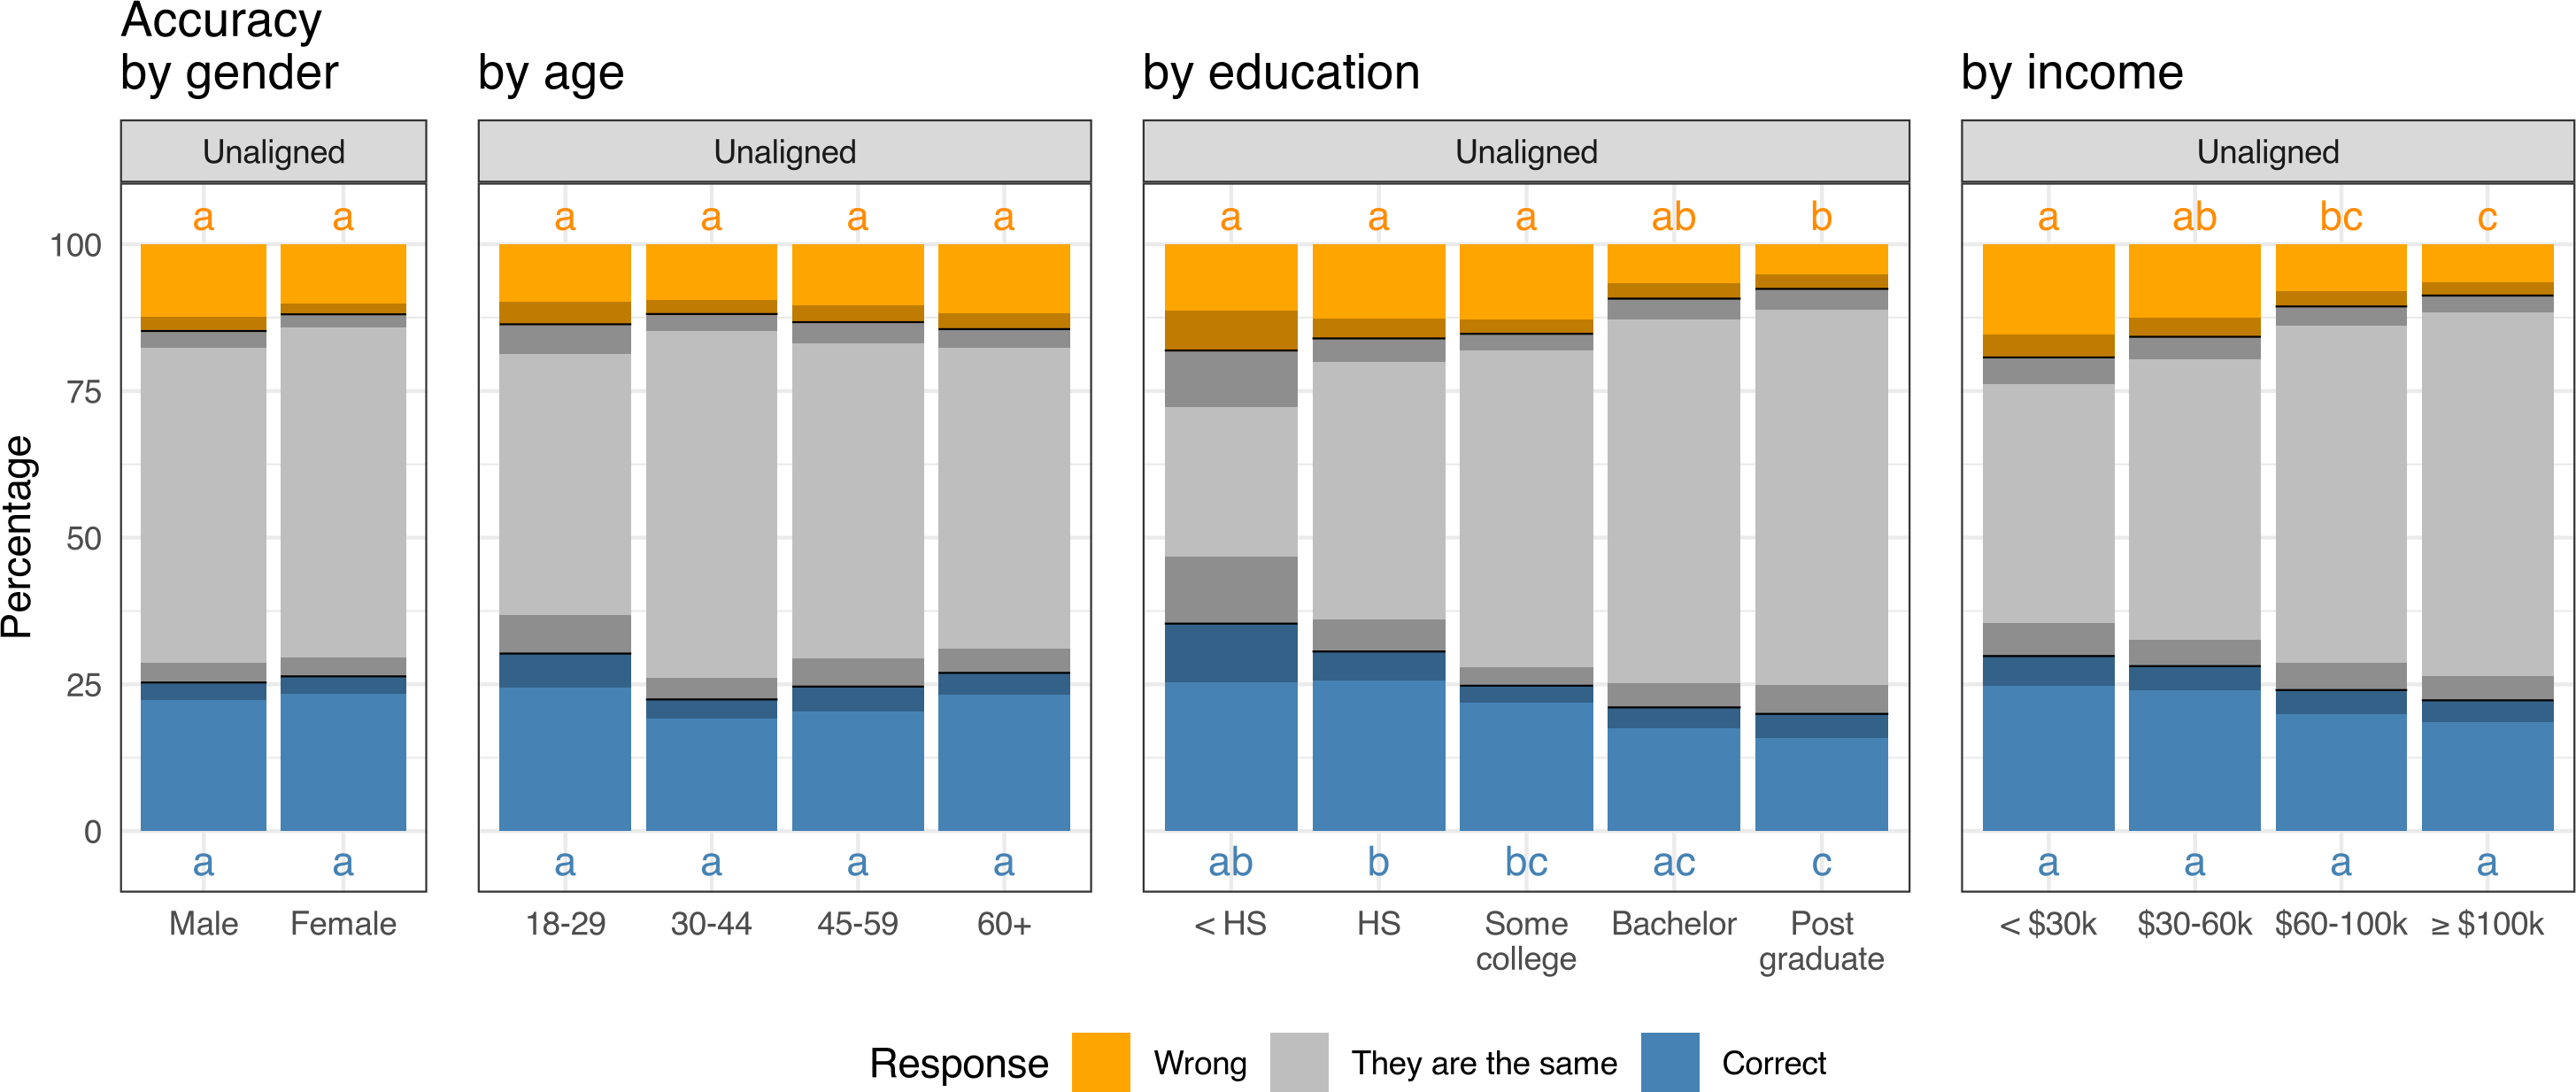 Accuracy
by gender
by age
by education
by income
Unaligned
Unaligned
Unaligned
Unaligned
a a
a a a a
a a a ab b
a ab bc c
Percentage
100
75
50
25
0
a a
a a a a
ab b bc ac c
a a a a
Male Female
18-29 30-44 45-59 60+
< HS HS Some college Bachelor Post graduate
< $30k $30-60k $60-100k ≥ $100k
Response Wrong They are the same Correct